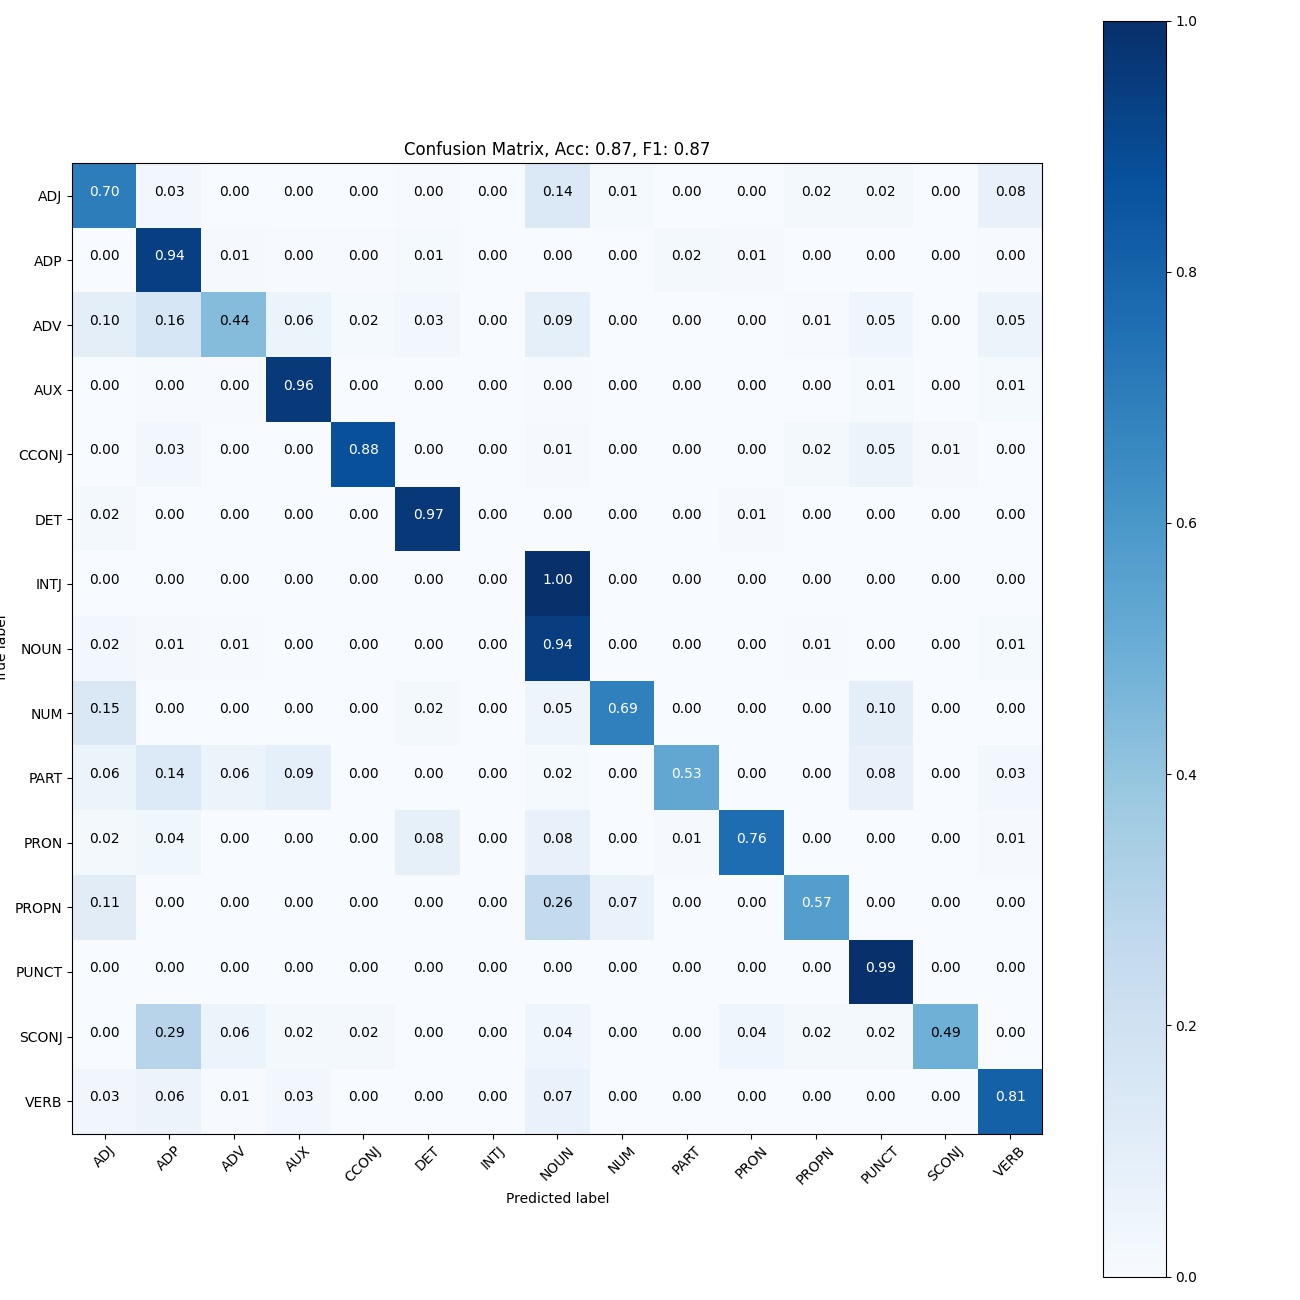 Confusion Matrix, Acc: 0.87, F1: 0.87
ADJ 0.70 0.03 0.00 0.00 0.00 0.00 0.00 0.14 0.01 0.00 0.00 0.02 0.02 0.00 0.08
ADP 0.00 0.94 0.01 0.00 0.00 0.01 0.00 0.00 0.00 0.02 0.01 0.00 0.00 0.00 0.00
ADV 0.10 0.16 0.44 0.06 0.02 0.03 0.00 0.09 0.00 0.00 0.00 0.01 0.05 0.00 0.05
AUX 0.00 0.00 0.00 0.96 0.00 0.00 0.00 0.00 0.00 0.00 0.00 0.00 0.01 0.00 0.01
CCONJ 0.00 0.03 0.00 0.00 0.88 0.00 0.00 0.01 0.00 0.00 0.00 0.02 0.05 0.01 0.00
DET 0.02 0.00 0.00 0.00 0.00 0.97 0.00 0.00 0.00 0.00 0.01 0.00 0.00 0.00 0.00
INTJ 0.00 0.00 0.00 0.00 0.00 0.00 0.00 1.00 0.00 0.00 0.00 0.00 0.00 0.00 0.00
NOUN 0.02 0.01 0.01 0.00 0.00 0.00 0.00 0.94 0.00 0.00 0.00 0.01 0.00 0.00 0.01
NUM 0.15 0.00 0.00 0.00 0.00 0.02 0.00 0.05 0.69 0.00 0.00 0.00 0.10 0.00 0.00
PART 0.06 0.14 0.06 0.09 0.00 0.00 0.00 0.02 0.00 0.53 0.00 0.00 0.08 0.00 0.03
PRON 0.02 0.04 0.00 0.00 0.00 0.08 0.00 0.08 0.00 0.01 0.76 0.00 0.00 0.00 0.01
PROPN 0.11 0.00 0.00 0.00 0.00 0.00 0.00 0.26 0.07 0.00 0.00 0.57 0.00 0.00 0.00
PUNCT 0.00 0.00 0.00 0.00 0.00 0.00 0.00 0.00 0.00 0.00 0.00 0.00 0.99 0.00 0.00
SCONJ 0.00 0.29 0.06 0.02 0.02 0.00 0.00 0.04 0.00 0.00 0.04 0.02 0.02 0.49 0.00
VERB 0.03 0.06 0.01 0.03 0.00 0.00 0.00 0.07 0.00 0.00 0.00 0.00 0.00 0.00 0.81
ADJ ADP ADV AUX CCONJ DET INTJ NOUN NUM PART PRON PROPN PUNCT SCONJ VERB
Predicted label
1.0
0.8
0.6
0.4
0.2
0.0